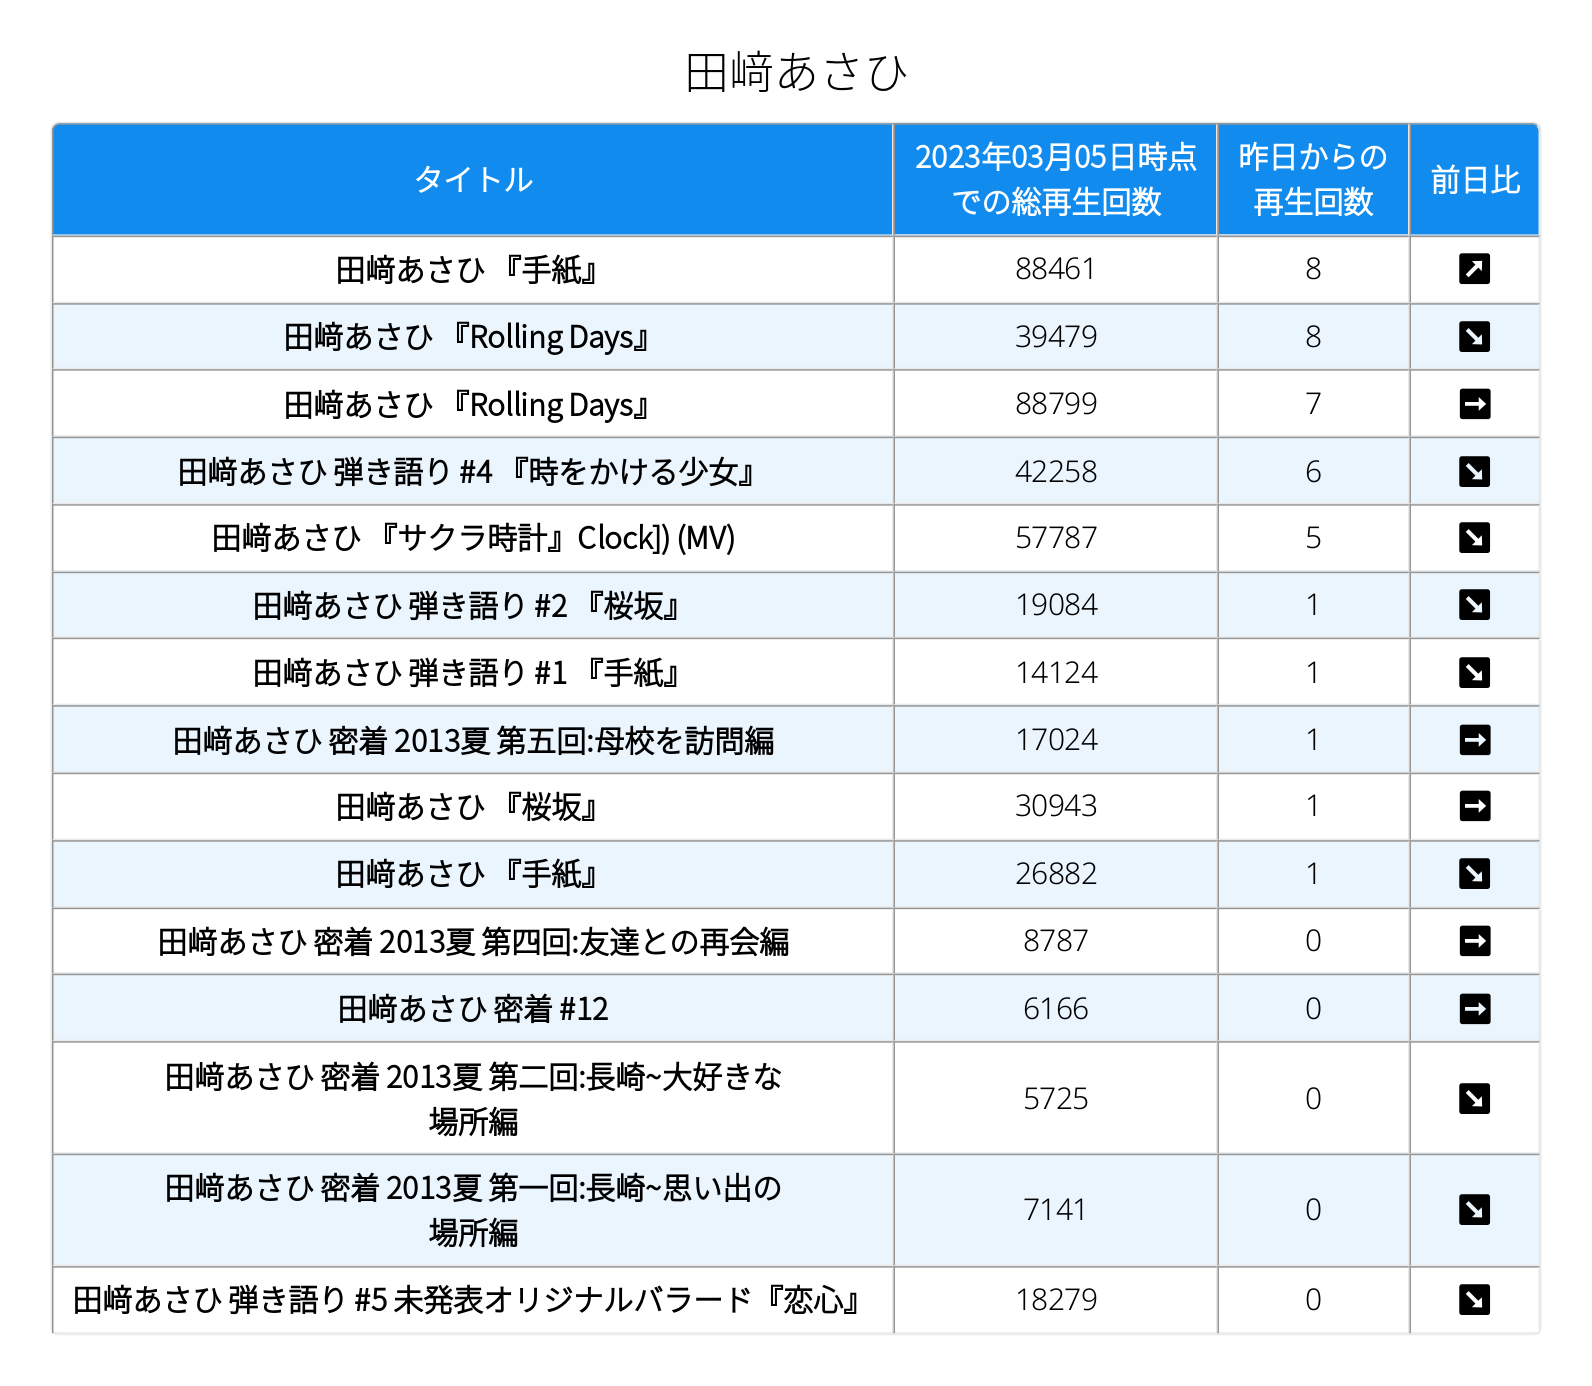 田﨑あさひ
タイトル
2023年03月05日時点
での総再生回数
昨日からの
再生回数
前日比
田﨑あさひ 『手紙』 88461 8
田﨑あさひ 『Rolling Days』 39479 8
田﨑あさひ 『Rolling Days』 88799 7
田﨑あさひ 弾き語り #4 『時をかける少女』 42258 6
田﨑あさひ 『サクラ時計』Clock]) (MV) 57787 5
田﨑あさひ 弾き語り #2 『桜坂』 19084 1
田﨑あさひ 弾き語り #1 『手紙』 14124 1
田﨑あさひ 密着 2013夏 第五回:母校を訪問編 17024 1
田﨑あさひ 『桜坂』 30943 1
田﨑あさひ 『手紙』 26882 1
田﨑あさひ 密着 2013夏 第四回:友達との再会編 8787 0
田﨑あさひ 密着 #12 6166 0
田﨑あさひ 密着 2013夏 第二回:長崎~大好きな
場所編
5725 0
田﨑あさひ 密着 2013夏 第一回:長崎~思い出の
場所編
7141 0
田﨑あさひ 弾き語り #5 未発表オリジナルバラード『恋心』 18279 0